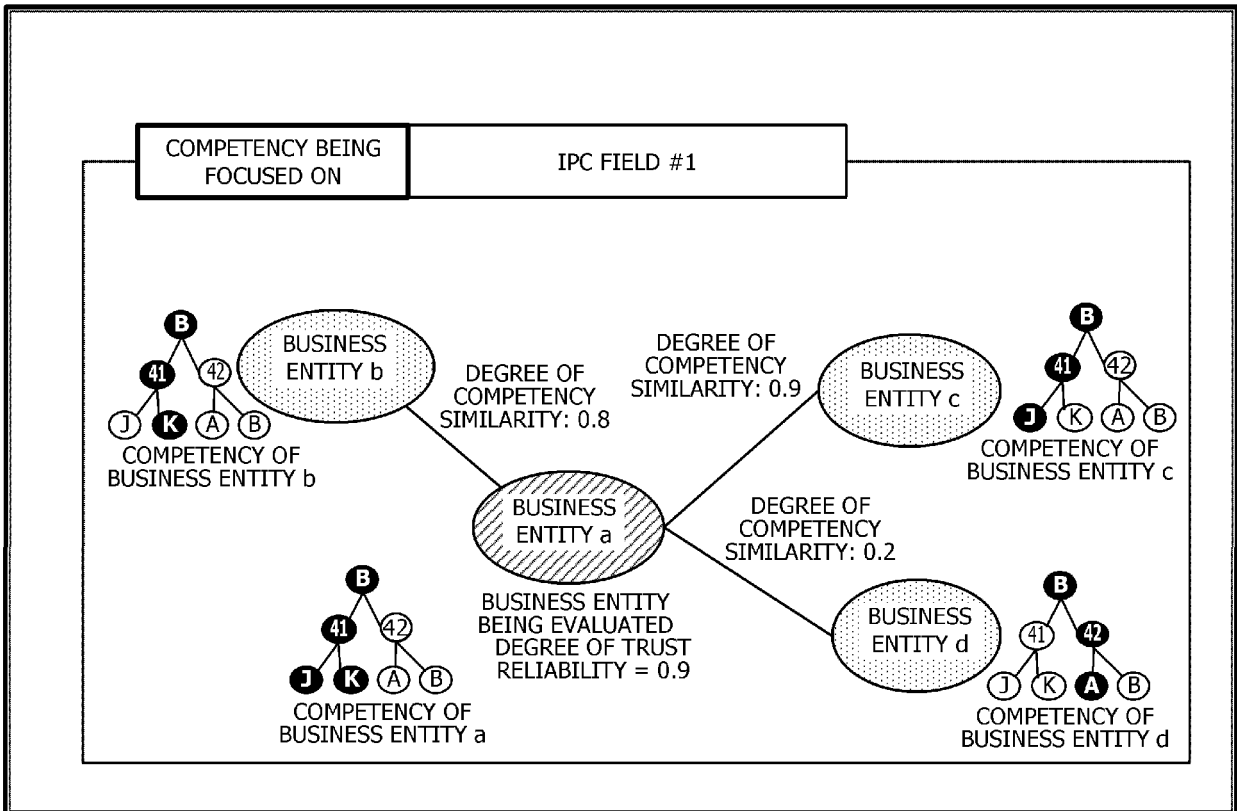 COMPETENCY BEING
FOCUSED ON
IPC FIELD #1
B
41 42
J K A B
COMPETENCY OF
BUSINESS ENTITY b
BUSINESS
ENTITY b
DEGREE OF
COMPETENCY
SIMILARITY: 0.8
DEGREE OF
COMPETENCY
SIMILARITY: 0.9
BUSINESS
ENTITY c
B
41 42
J K A B
COMPETENCY OF
BUSINESS ENTITY c
BUSINESS
ENTITY a
DEGREE OF
COMPETENCY
SIMILARITY: 0.2
B
41 42
J K A B
COMPETENCY OF
BUSINESS ENTITY a
BUSINESS ENTITY
BEING EVALUATED
DEGREE OF TRUST
RELIABILITY = 0.9
BUSINESS
ENTITY d
B
41 42
J K A B
COMPETENCY OF
BUSINESS ENTITY d